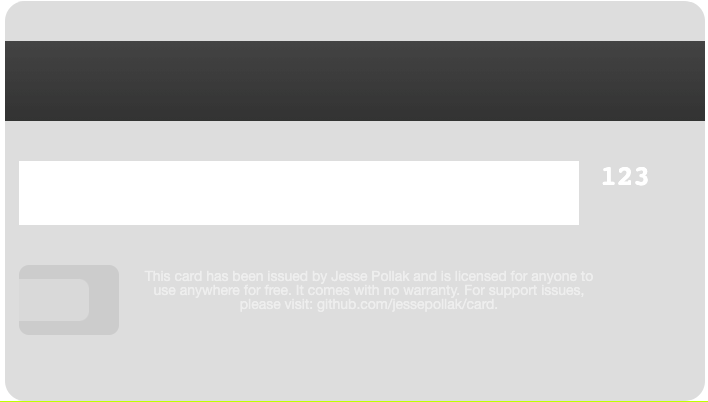 123
This card has been issued by Jesse Pollak and is licensed for anyone to
use anywhere for free. It comes with no warranty. For support issues,
please visit: github.com/jessepollak/card.